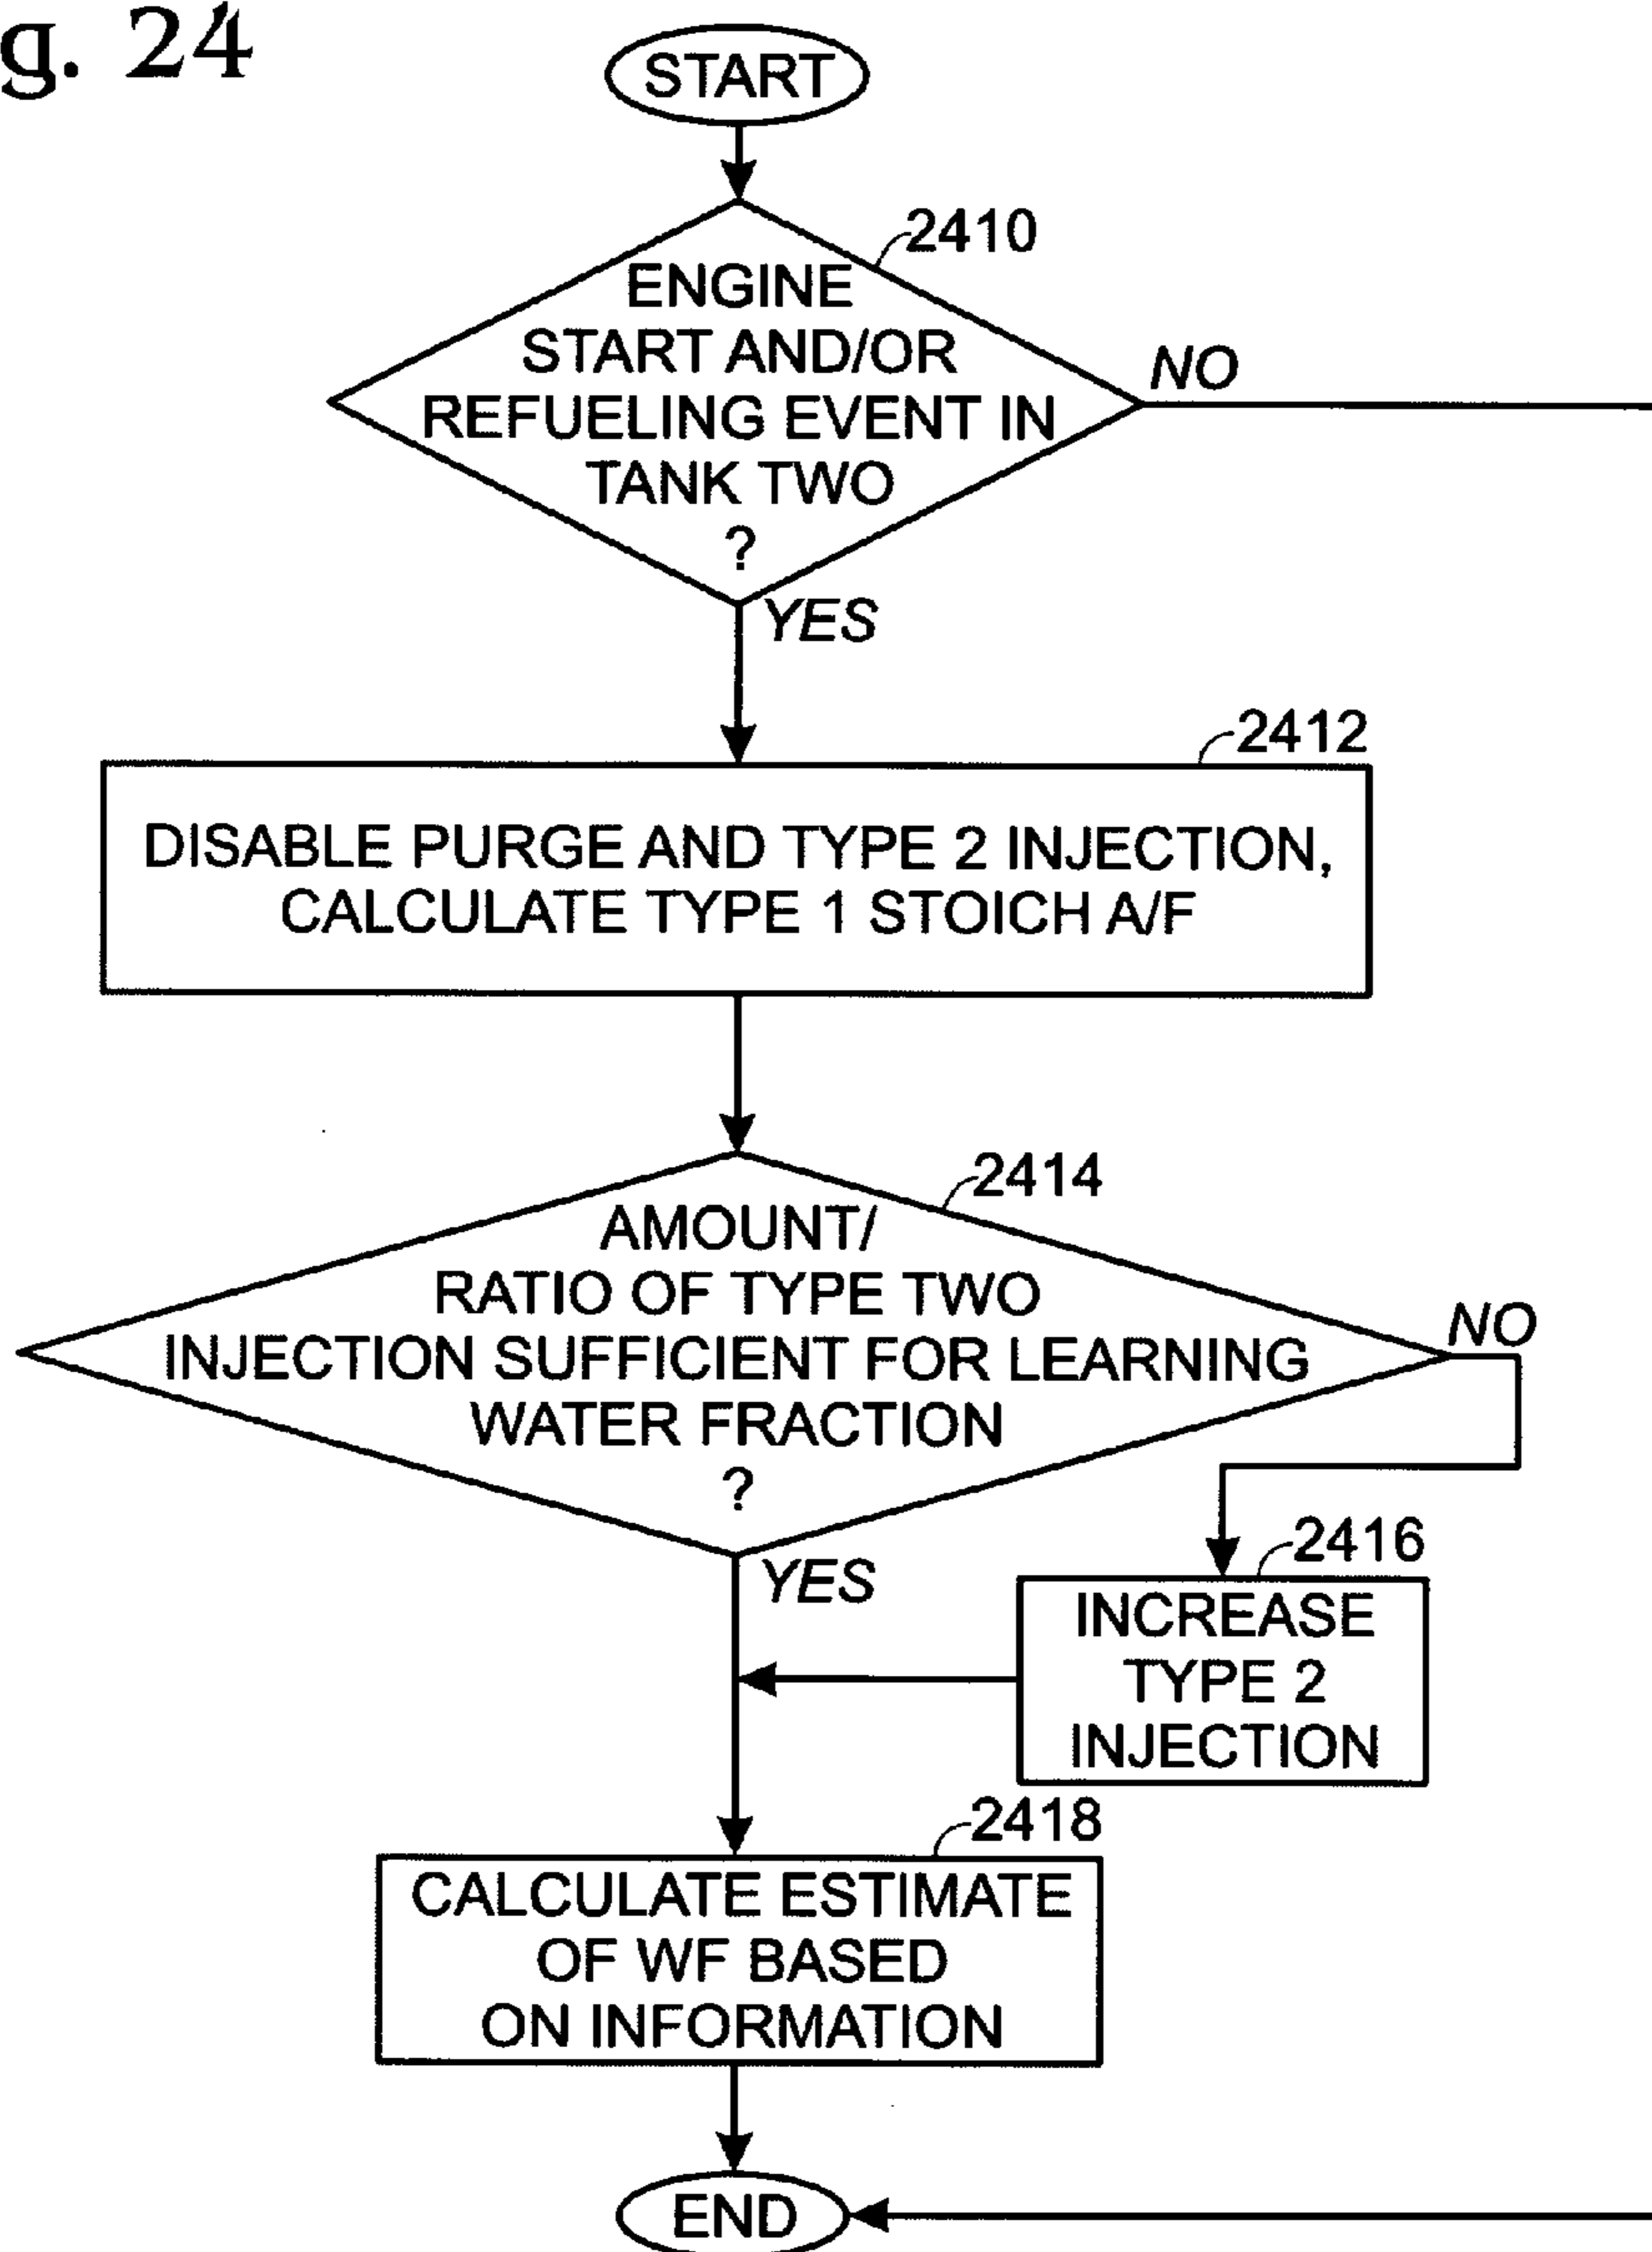 g. 24
START
2410
ENGINE
START AND/OR
REFUELING EVENT IN
TANK TWO
?
NO
YES
2412
DISABLE PURGE AND TYPE 2 INJECTION,
CALCULATE TYPE 1 STOICH A/F
2414
AMOUNT/
RATIO OF TYPE TWO
INJECTION SUFFICIENT FOR LEARNING
WATER FRACTION
?
NO
YES
2416
INCREASE
TYPE 2
INJECTION
2418
CALCULATE ESTIMATE
OF WF BASED
ON INFORMATION
END